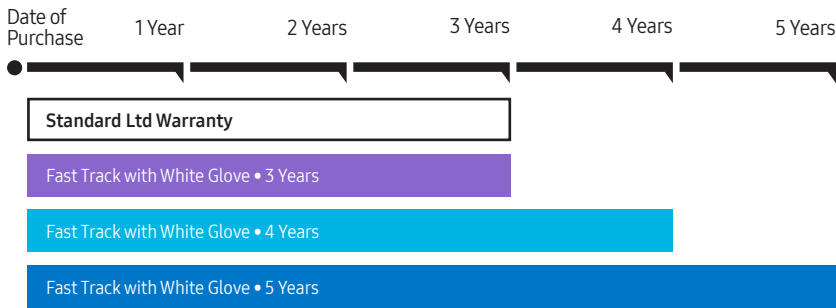 Date of
Purchase
1 Year
2 Years
3 Years
4 Years
5 Years
Standard Ltd Warranty
Fast Track with White Glove • 3 Years
Fast Track with White Glove • 4 Years
Fast Track with White Glove • 5 Years